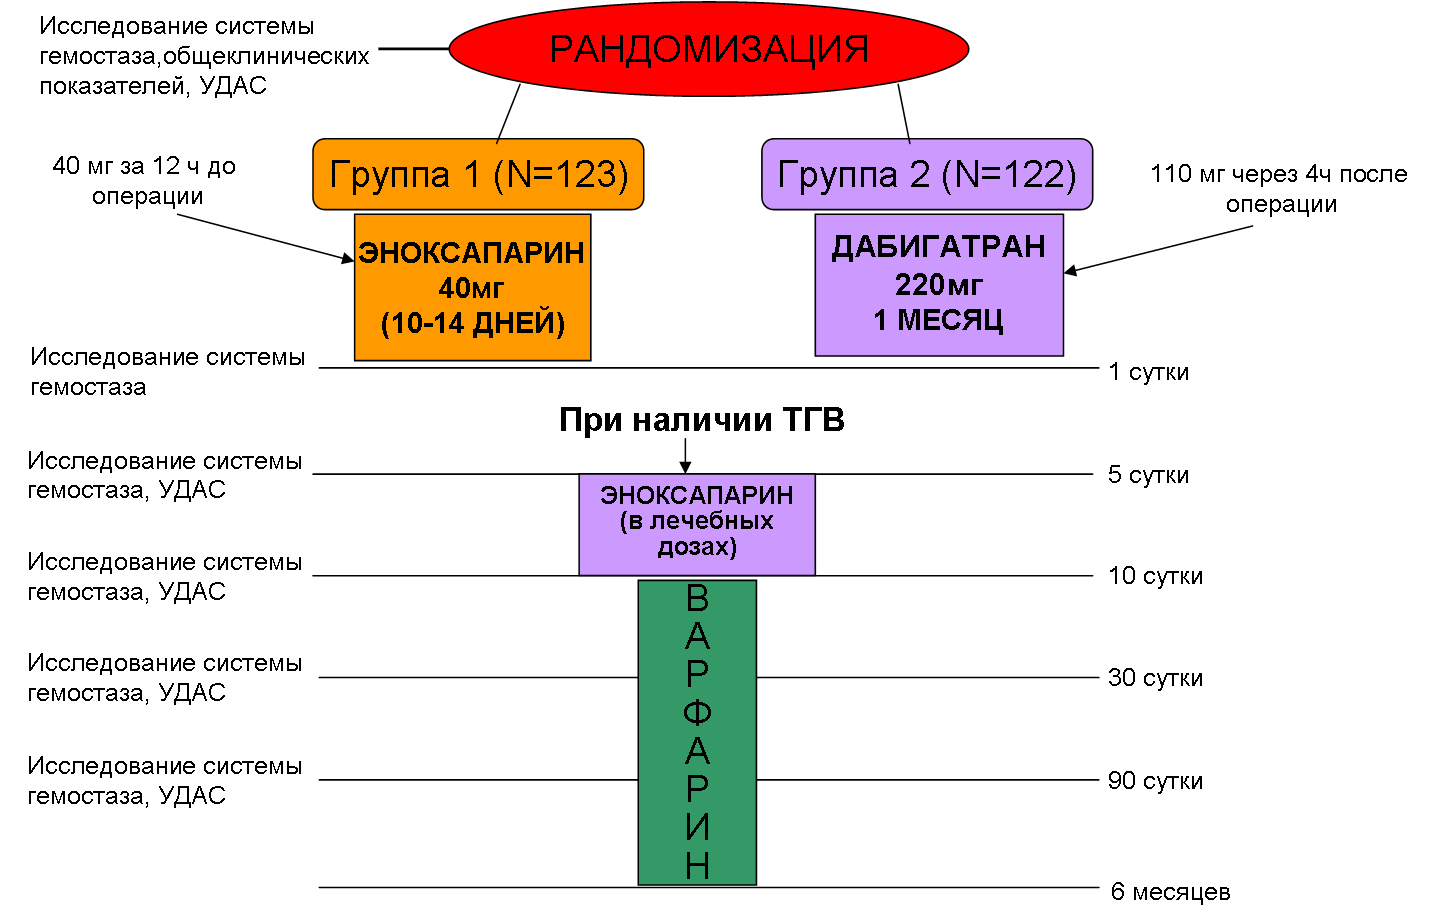 Исследование системы
гемостаза,общеклинических
показателей, УДАС
РАНДОМИЗАЦИЯ
40 мг за 12 ч до
операции
Группа 1 (N=123)
Группа 2 (N=122)
110 мг через 4ч после
операции
ЭНОКСАПАРИН
40мг
(10-14 ДНЕЙ)
ДАБИГАТРАН
220мг
1 МЕСЯЦ
Исследование системы
гемостаза
1 сутки
При наличии ТГВ
Исследование системы
гемостаза, УДАС
5 сутки
ЭНОКСАПАРИН
(в лечебных
дозах)
Исследование системы
гемостаза, УДАС
10 сутки
В
А
Р
Ф
А
Р
И
Н
Исследование системы
гемостаза, УДАС
30 сутки
Исследование системы
гемостаза, УДАС
90 сутки
6 месяцев